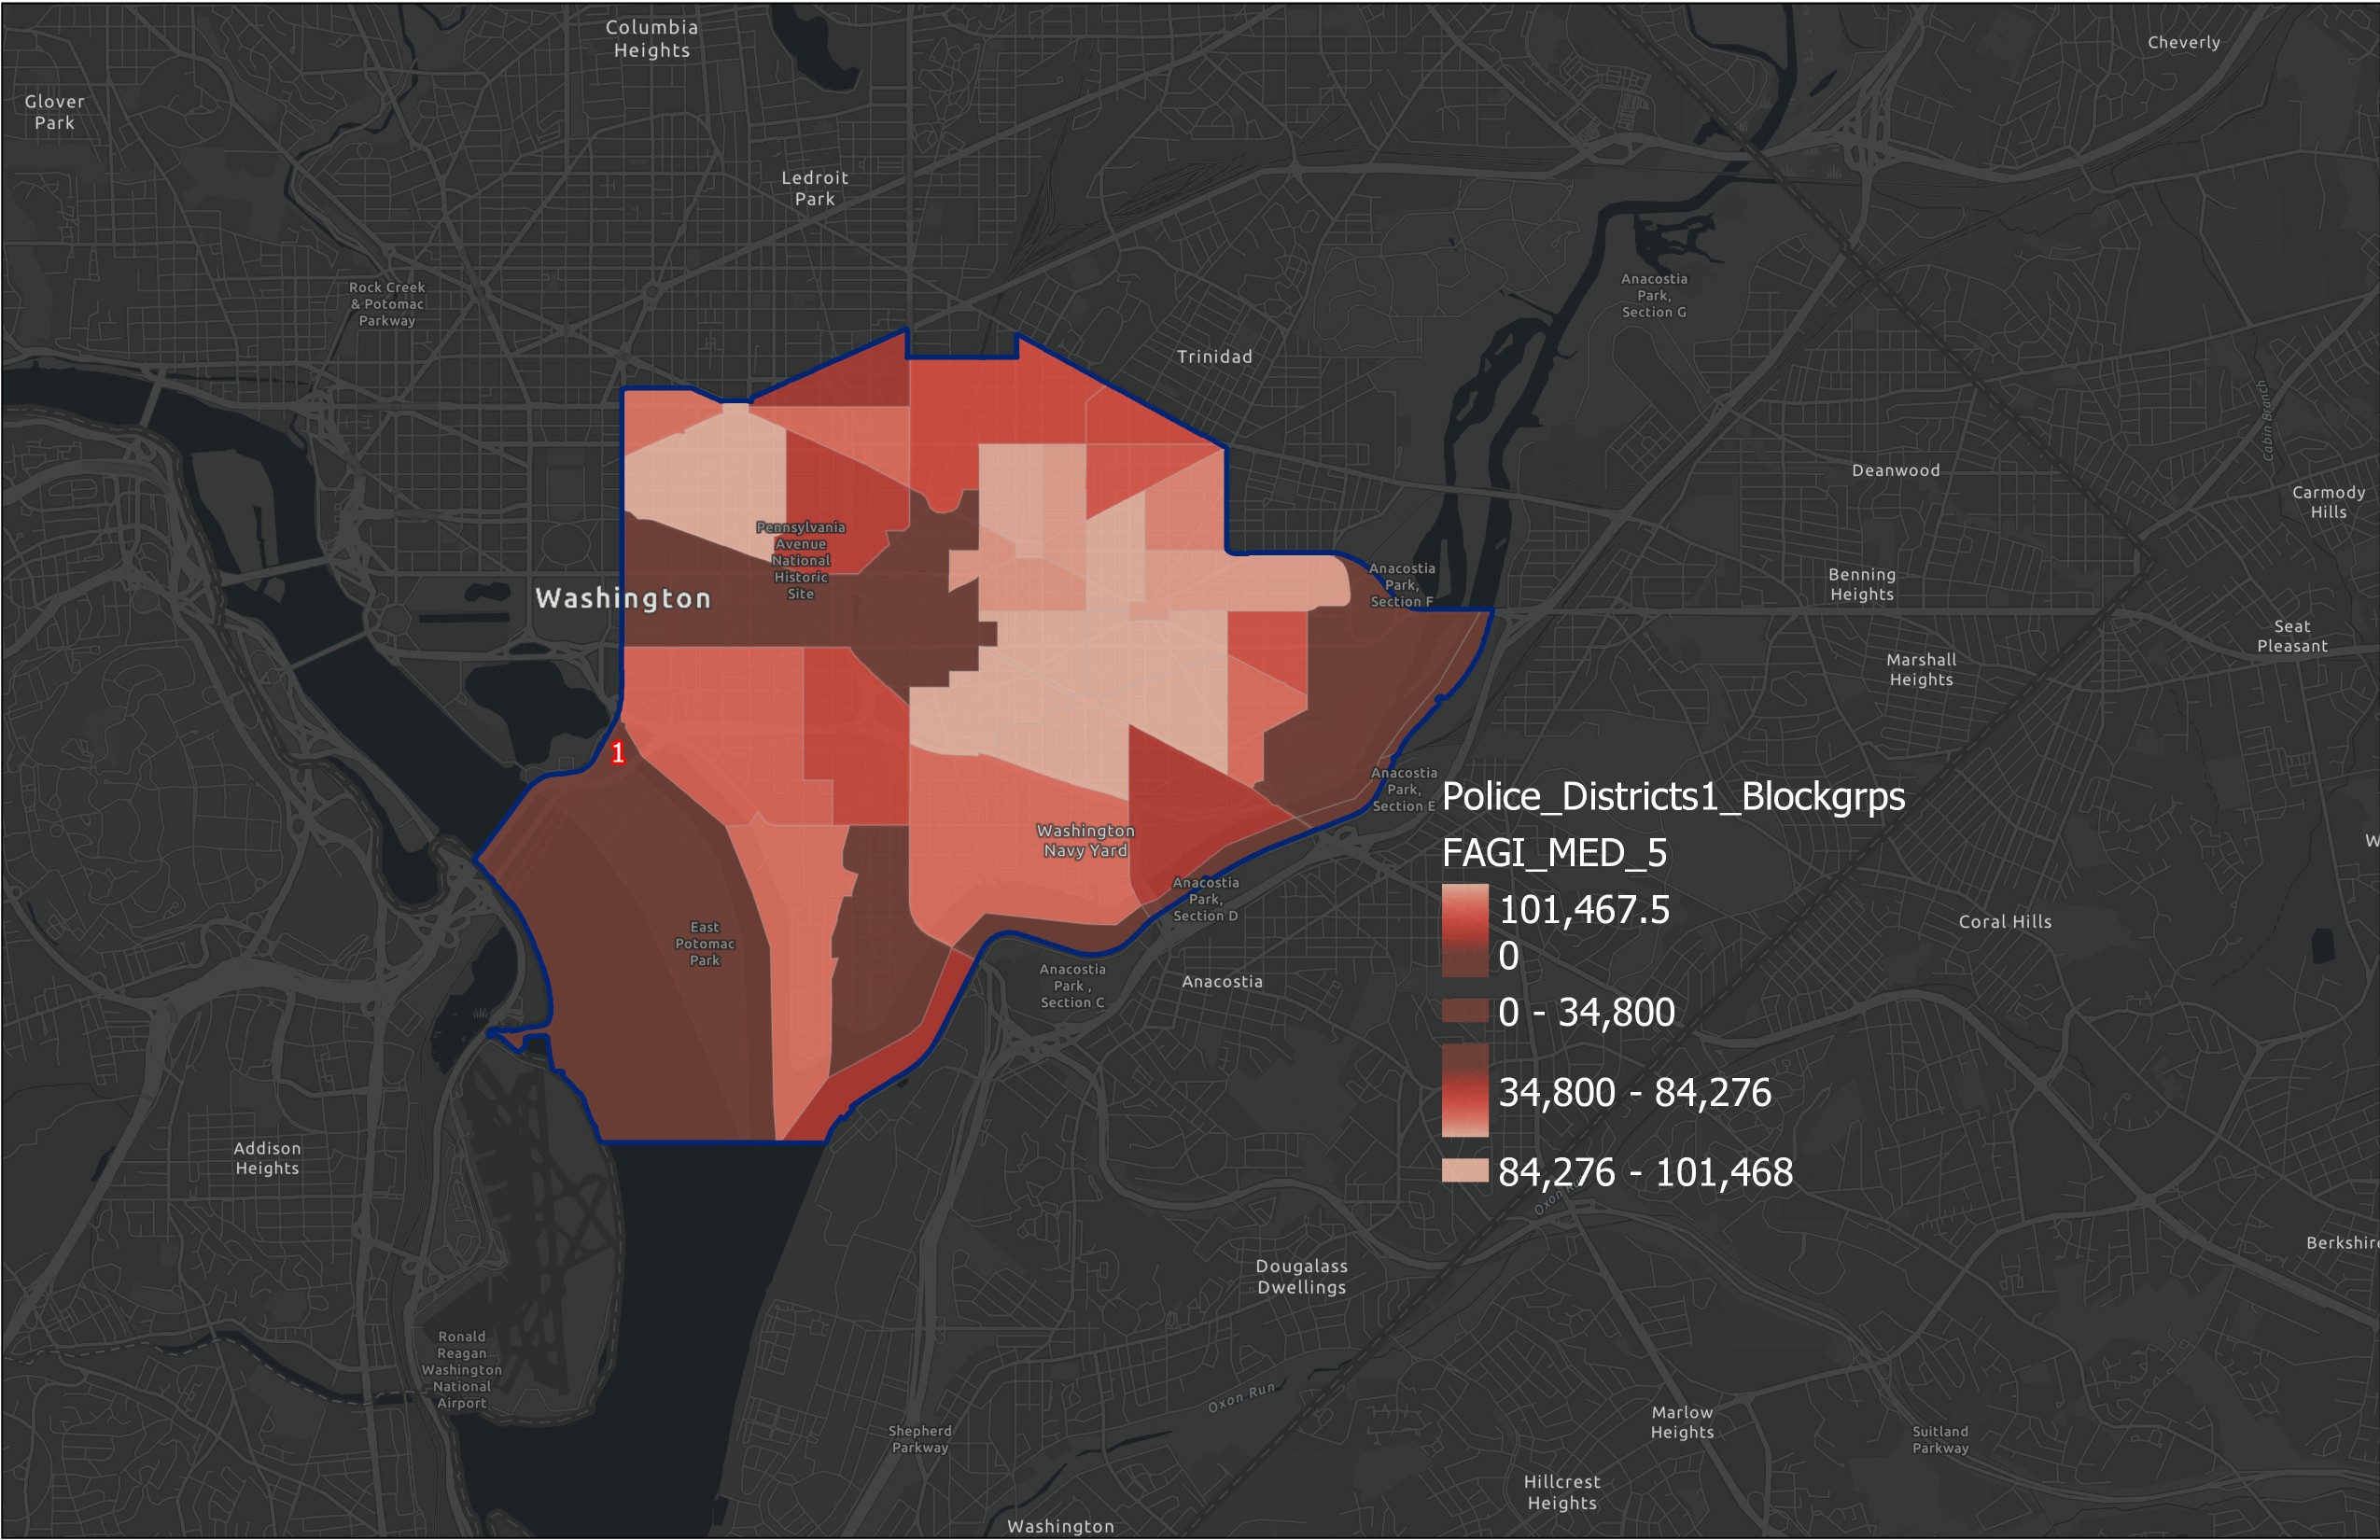 Columbia
Heights
Cheverly
Glover
Park
Ledroit
Park
Rock Creek
& Potomac
Parkway
Anacostia
Park,
Section G
Trinidad
Cabin Branch
Deanwood
Carmody
Hills
Pennsylvania
Avenue
National
Historic
Site
Washington
Anacostia
Park,
Section F
Benning
Heights
Seat
Pleasant
Marshall
Heights
1
Anacostia
Park,
Section E
Police_Districts1_Blockgrps
FAGI_MED_5
101,467.5
0
0 - 34,800
34,800 - 84,276
84,276 - 101,468
Washington
Navy Yard
W
Anacostia
Park,
Section D
East
Potomac
Park
Coral Hills
Anacostia
Park ,
Section C
Anacostia
Addison
Heights
Oxon R
Berkshire
Dougalass
Dwellings
Ronald
Reagan
Washington
National
Airport
Oxon Run
Shepherd
Parkway
Marlow
Heights
Suitland
Parkway
Hillcrest
Heights
Washington